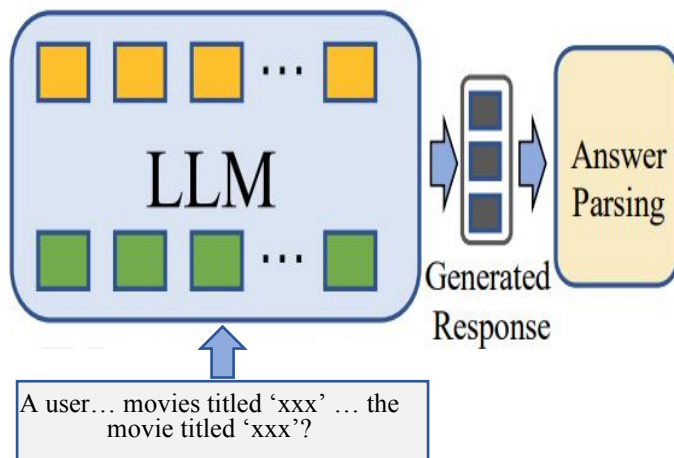 LLM
Answer
Parsing
Generated
Response
A user… movies titled ‘xxx’ … the
movie titled ‘xxx’?